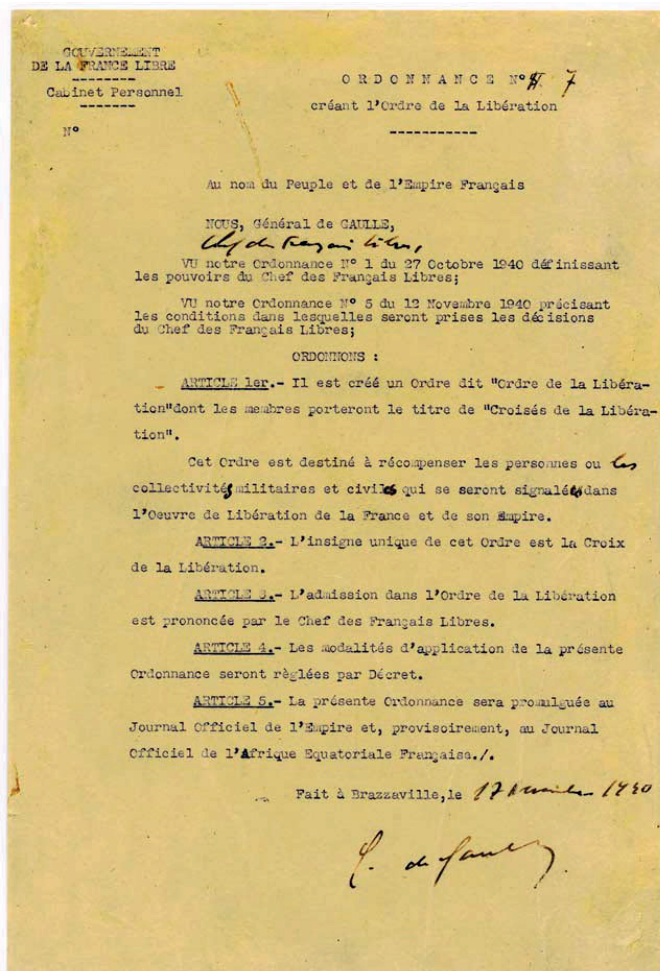 GOUVERNEMENT
DE LA FRANCE LIBRE
Cabinet Personnel
N°
ORDONNANCE N° 7
créant l'Ordre de la Libération
Au nom du Peuple et de l'Empire Français
NOUS, Général de GAULLE,
chef des français libres,
VU notre Ordonnance N° 1 du 27 Octobre 1940 définissant
les pouvoirs du Chef des Français Libres;
VU notre Ordonnance N° 5 du 12 Novembre 1940 précisant
les conditions dans lesquelles seront prises les décisions
du Chef des Français Libres;
ORDONNONS :
ARTICLE 1er.- Il est créé un Ordre dit "Ordre de la Libéra-
tion"dont les membres porteront le titre de "Croisés de la Libéra-
tion".
Cet Ordre est destiné à récompenser les personnes ou les
collectivités militaires et civiles qui se seront signalées dans
l'Oeuvre de Libération de la France et de son Empire.
ARTICLE 2.- L'insigne unique de cet Ordre est la Croix
de la Libération.
ARTICLE 3.- L'admission dans l'Ordre de la Libération
est prononcée par le Chef des Français Libres.
ARTICLE 4.- Les modalités d'application de la présente
Ordonnance seront règlées par Décret.
ARTICLE 5.- La présente Ordonnance sera promulguée au
Journal Officiel de l'Empire et, provisoirement, au Journal
Officiel de l'Afrique Equatoriale Française./.
Fait à Brazzaville,le 17 1940
C. de Gaulle